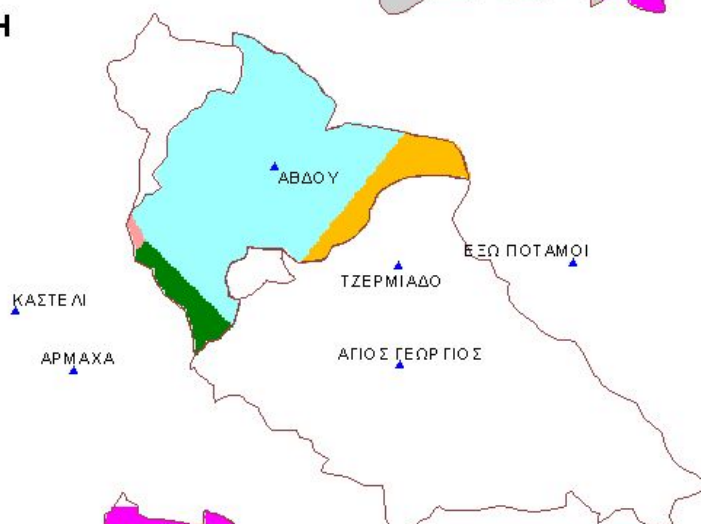 Η
ΑΒΔΟΥ
ΕΞΩ ΠΟΤΑΜΟΙ
ΤΖΕΡΜΙΑΔΟ
ΚΑΣΤΕΛΙ
ΑΓΙΟΣ ΓΕΩΡΓΙΟΣ
ΑΡΜΑΧΑ